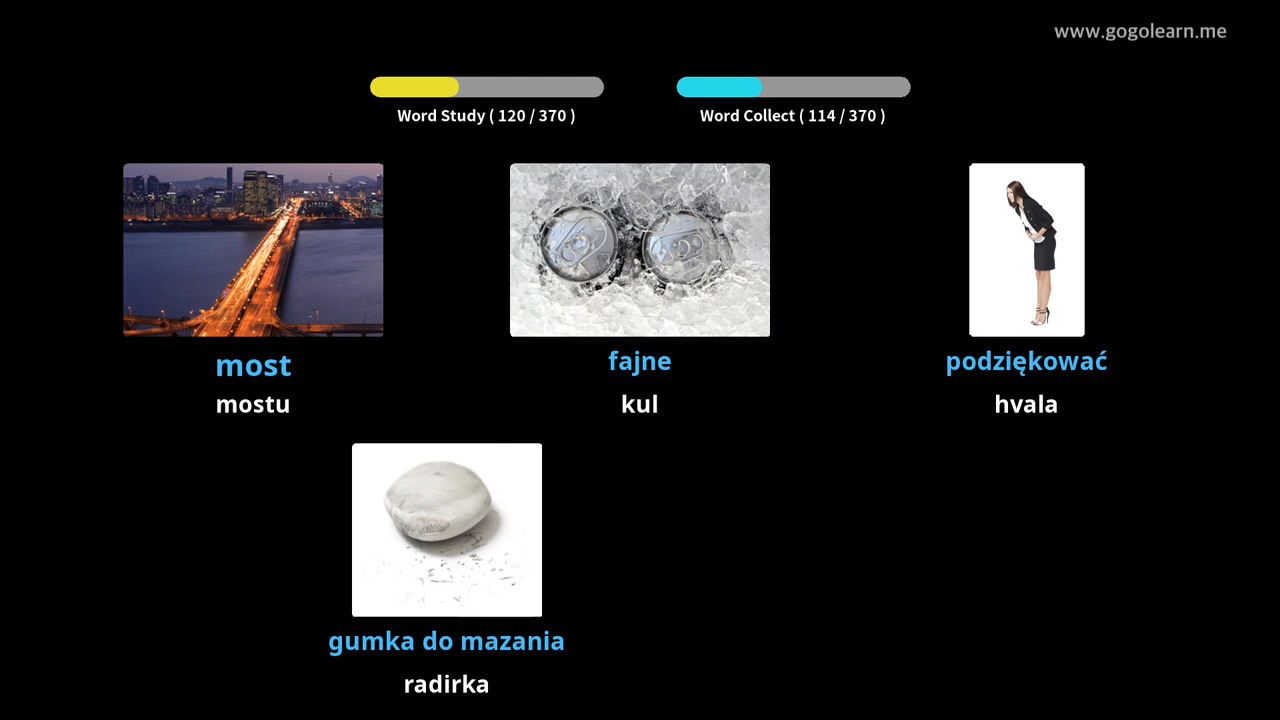 www.gogolearn.me
Word Study ( 120 / 370 )
Word Collect ( 114 / 370 )
most
fajne
podziękować
mostu
kul
hvala
gumka do mazania
radirka